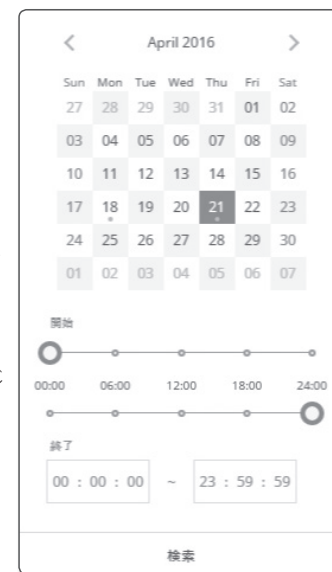 April 2016
Sun Mon Tue Wed Thu Fri Sat
27 28 29 30 31 01 02
03 04 05 06 07 08 09
10 11 12 13 14 15 16
17 18 19 20 21 22 23
24 25 26 27 28 29 30
01 02 03 04 05 06 07
開始
00:00 06:00 12:00 18:00 24:00
終了
00 : 00 : 00 ~ 23 : 59 : 59
検索